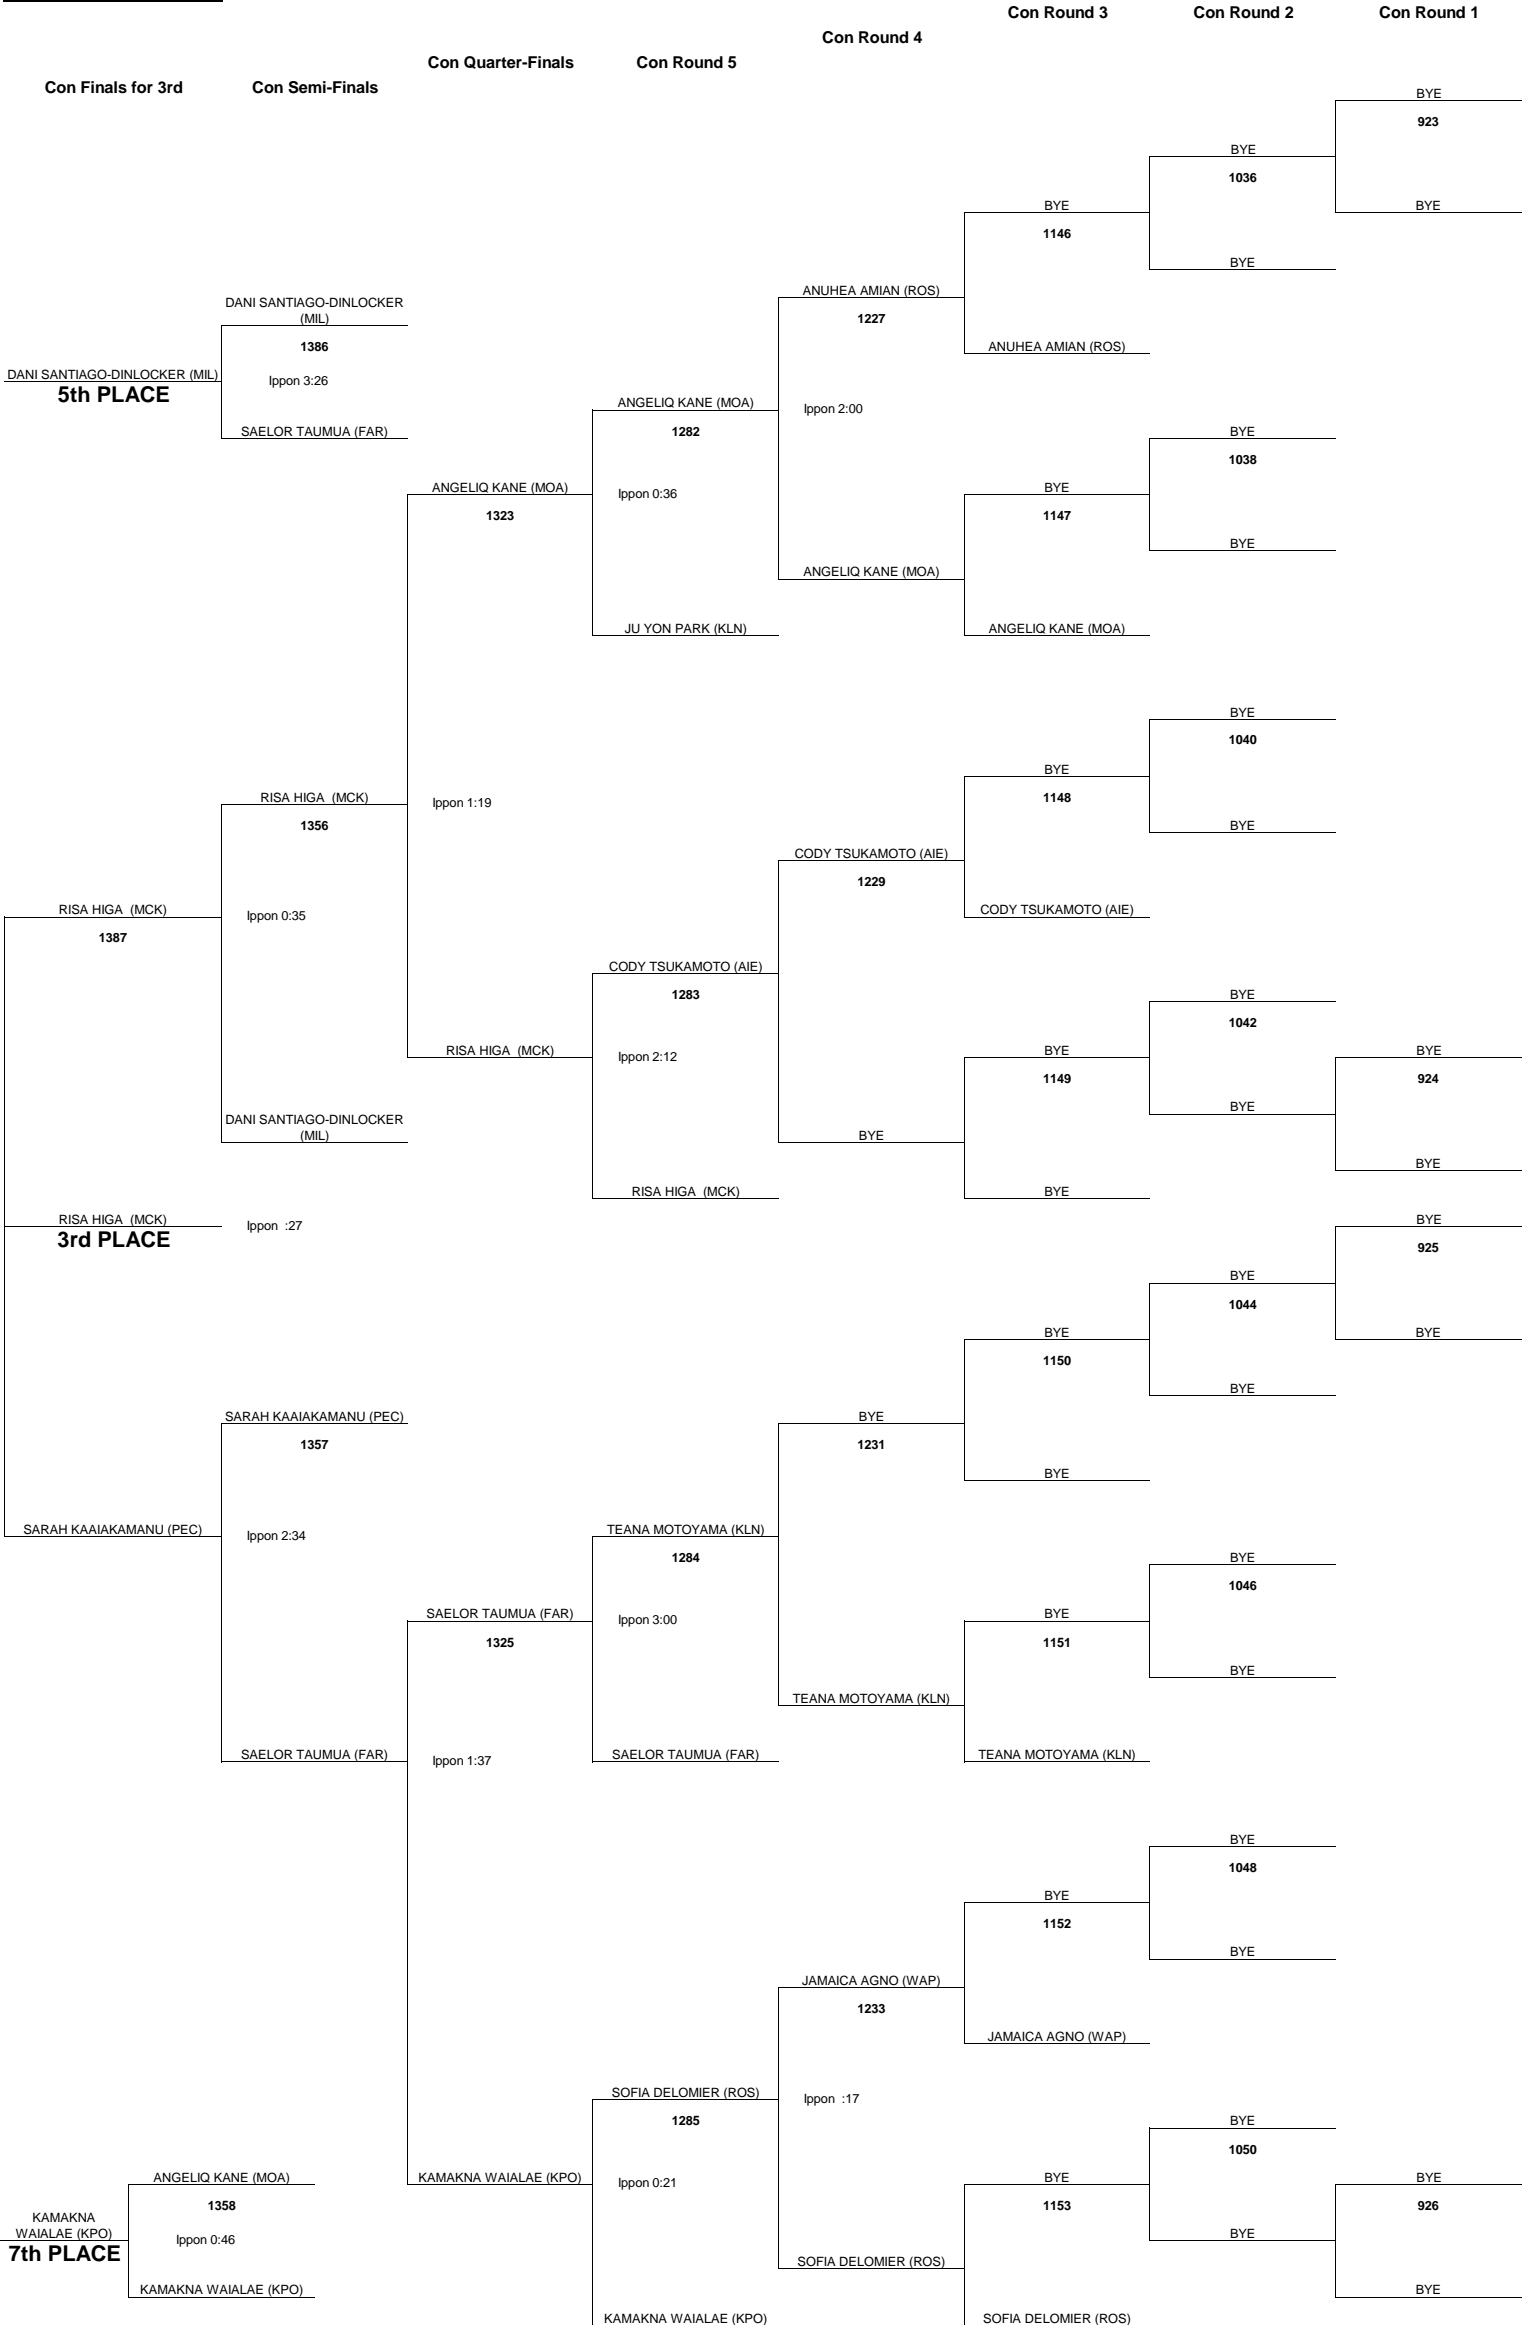 Con Round 3
Con Round 2
Con Round 1
Con Round 4
Con Quarter-Finals
Con Round 5
Con Finals for 3rd
Con Semi-Finals
BYE
923
BYE
1036
BYE
BYE
1146
BYE
DANI SANTIAGO-DINLOCKER
(MIL)
ANUHEA AMIAN (ROS)
1227
1386
ANUHEA AMIAN (ROS)
DANI SANTIAGO-DINLOCKER (MIL)
5th PLACE
Ippon 3:26
ANGELIQ KANE (MOA)
Ippon 2:00
SAELOR TAUMUA (FAR)
1282
BYE
1038
ANGELIQ KANE (MOA)
Ippon 0:36
BYE
1323
1147
BYE
ANGELIQ KANE (MOA)
JU YON PARK (KLN)
ANGELIQ KANE (MOA)
BYE
1040
BYE
RISA HIGA  (MCK)
Ippon 1:19
1148
1356
BYE
CODY TSUKAMOTO (AIE)
1229
RISA HIGA  (MCK)
Ippon 0:35
CODY TSUKAMOTO (AIE)
1387
CODY TSUKAMOTO (AIE)
1283
BYE
1042
RISA HIGA  (MCK)
Ippon 2:12
BYE
BYE
1149
924
BYE
DANI SANTIAGO-DINLOCKER
(MIL)
BYE
BYE
RISA HIGA  (MCK)
BYE
RISA HIGA  (MCK)
3rd PLACE
Ippon  :27
BYE
925
BYE
1044
BYE
BYE
1150
BYE
SARAH KAAIAKAMANU (PEC)
BYE
1357
1231
BYE
SARAH KAAIAKAMANU (PEC)
Ippon 2:34
TEANA MOTOYAMA (KLN)
1284
BYE
1046
SAELOR TAUMUA (FAR)
Ippon 3:00
BYE
1325
1151
BYE
TEANA MOTOYAMA (KLN)
SAELOR TAUMUA (FAR)
Ippon 1:37
SAELOR TAUMUA (FAR)
TEANA MOTOYAMA (KLN)
BYE
1048
BYE
1152
BYE
JAMAICA AGNO (WAP)
1233
JAMAICA AGNO (WAP)
SOFIA DELOMIER (ROS)
Ippon  :17
1285
BYE
1050
ANGELIQ KANE (MOA)
KAMAKNA WAIALAE (KPO)
Ippon 0:21
BYE
BYE
1358
1153
926
KAMAKNA
WAIALAE (KPO)
7th PLACE
Ippon 0:46
BYE
SOFIA DELOMIER (ROS)
KAMAKNA WAIALAE (KPO)
BYE
KAMAKNA WAIALAE (KPO)
SOFIA DELOMIER (ROS)